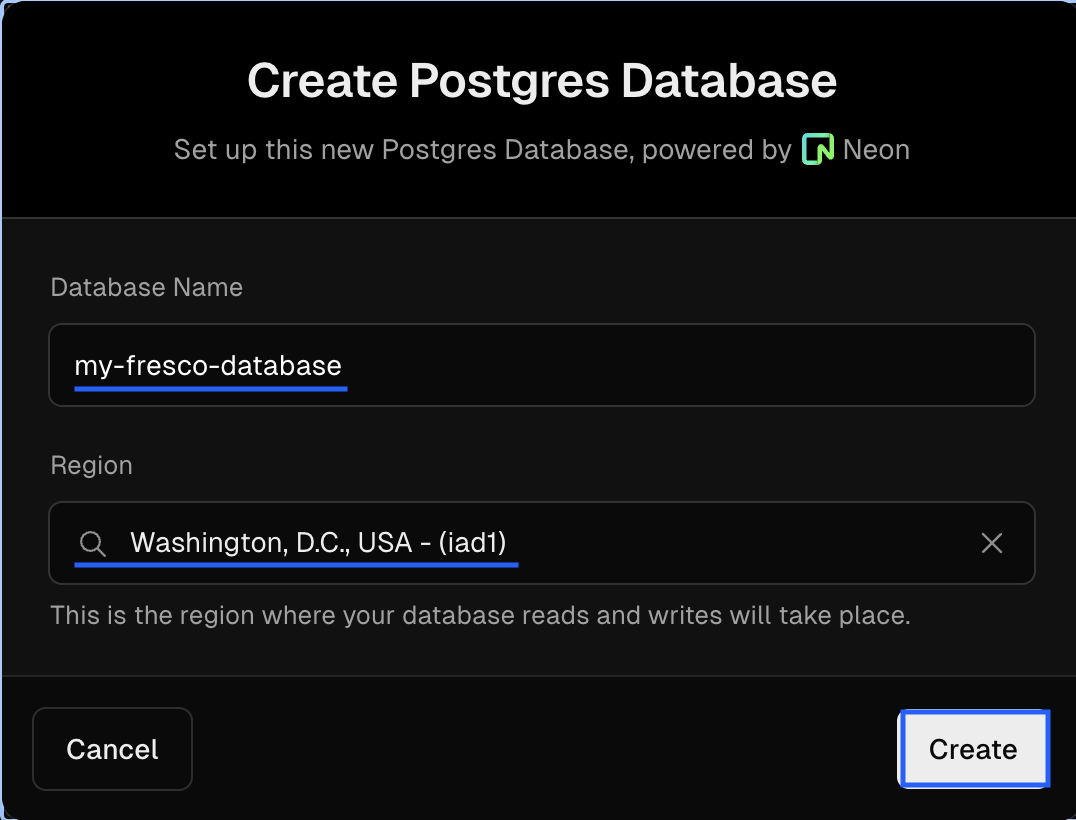 Create Postgres Database
Set up this new Postgres Database, powered by Neon
Database Name
my-fresco-database
Region
Washington, D.C., USA - (iad1)
This is the region where your database reads and writes will take place.
Cancel
Create